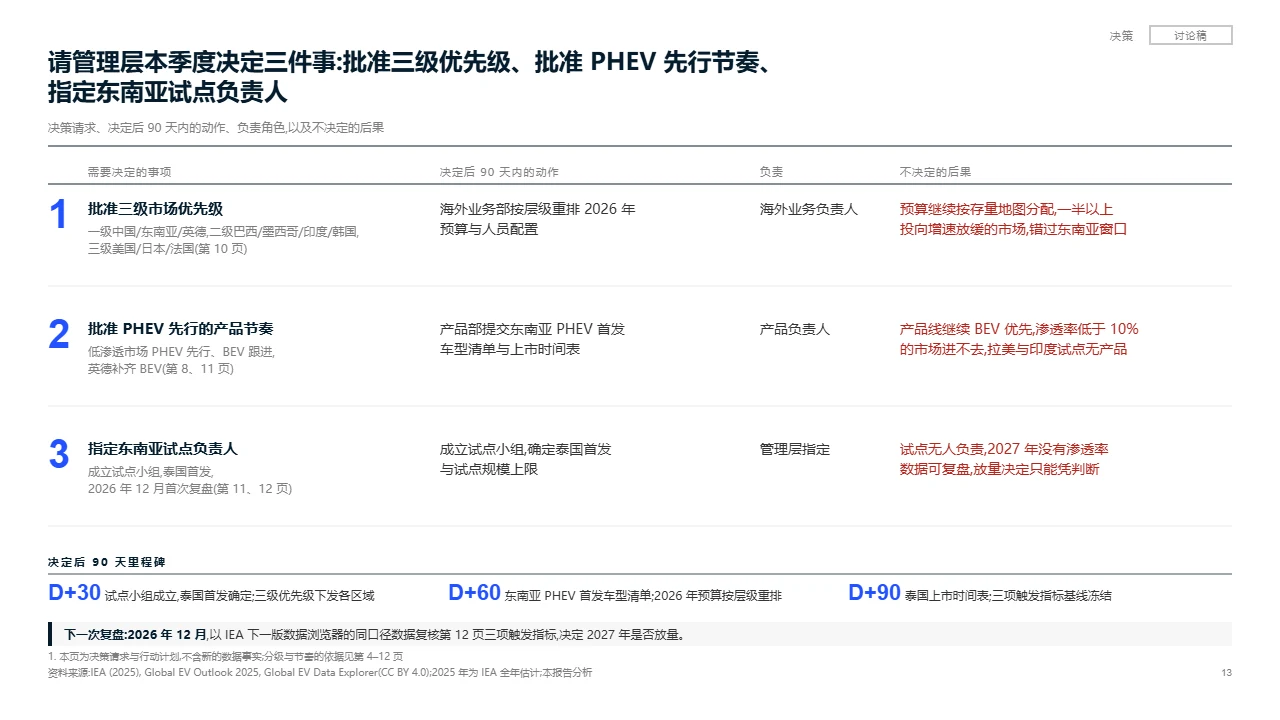 决策
讨论稿
请管理层本季度决定三件事:批准三级优先级、批准 PHEV 先行节奏、
指定东南亚试点负责人
决策请求、决定后 90 天内的动作、负责角色,以及不决定的后果
需要决定的事项
决定后 90 天内的动作
负责
不决定的后果
1
批准三级市场优先级
一级中国/东南亚/英德,二级巴西/墨西哥/印度/韩国,
三级美国/日本/法国(第 10 页)
海外业务部按层级重排 2026 年
预算与人员配置
海外业务负责人
预算继续按存量地图分配,一半以上
投向增速放缓的市场,错过东南亚窗口
2
批准 PHEV 先行的产品节奏
低渗透市场 PHEV 先行、BEV 跟进,
英德补齐 BEV(第 8、11 页)
产品部提交东南亚 PHEV 首发
车型清单与上市时间表
产品负责人
产品线继续 BEV 优先,渗透率低于 10%
的市场进不去,拉美与印度试点无产品
3
指定东南亚试点负责人
成立试点小组,泰国首发,
2026 年 12 月首次复盘(第 11、12 页)
成立试点小组,确定泰国首发
与试点规模上限
管理层指定
试点无人负责,2027 年没有渗透率
数据可复盘,放量决定只能凭判断
决定后 90 天里程碑
D+30 试点小组成立,泰国首发确定;三级优先级下发各区域
D+60 东南亚 PHEV 首发车型清单;2026 年预算按层级重排
D+90 泰国上市时间表;三项触发指标基线冻结
下一次复盘:2026 年 12 月,以 IEA 下一版数据浏览器的同口径数据复核第 12 页三项触发指标,决定 2027 年是否放量。
1. 本页为决策请求与行动计划,不含新的数据事实;分级与节奏的依据见第 4–12 页
资料来源:IEA (2025), Global EV Outlook 2025, Global EV Data Explorer(CC BY 4.0);2025 年为 IEA 全年估计;本报告分析
13